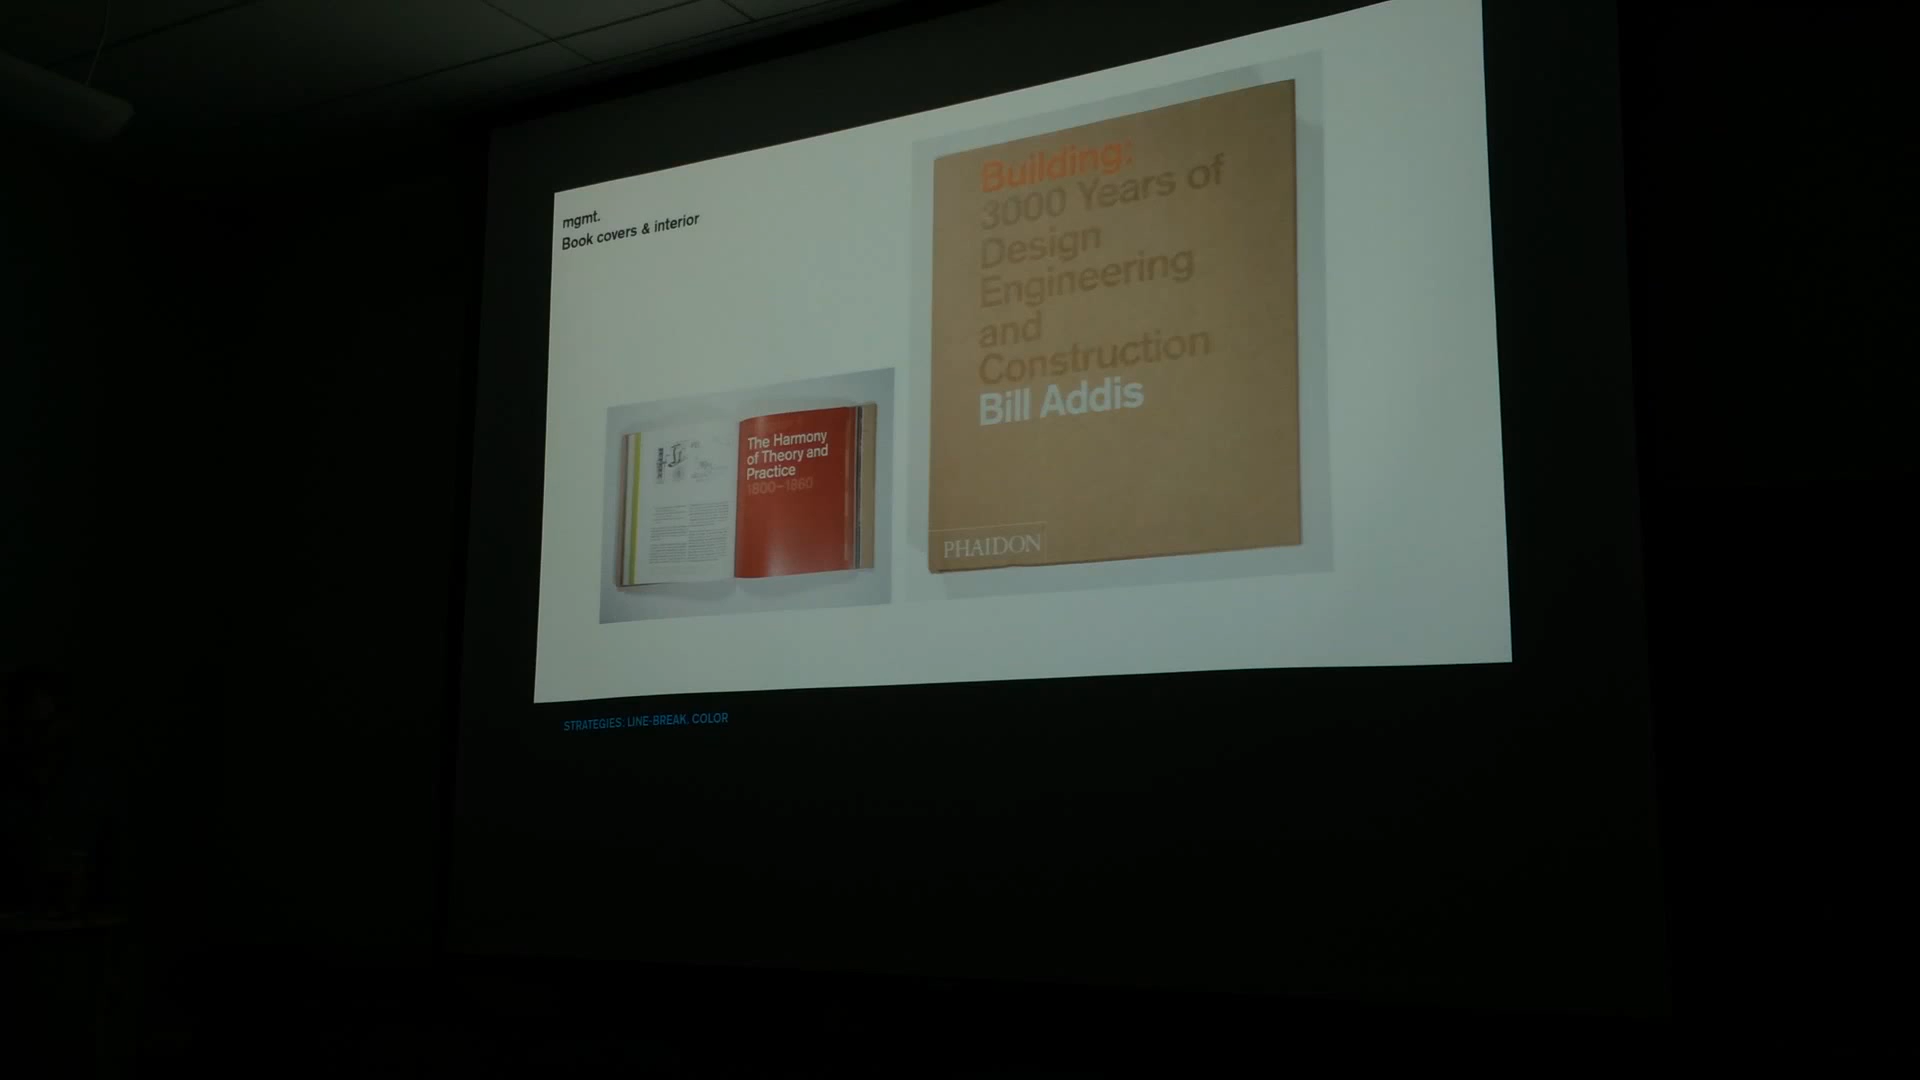 mgmt.
Book covers & interior
Building:
3000 Years of
Design
Engineering
and
Construction
Bill Addis
PHAIDON
The Harmony
of Theory and
Practice
1800–1860
STRATEGIES: LINE-BREAK, COLOR